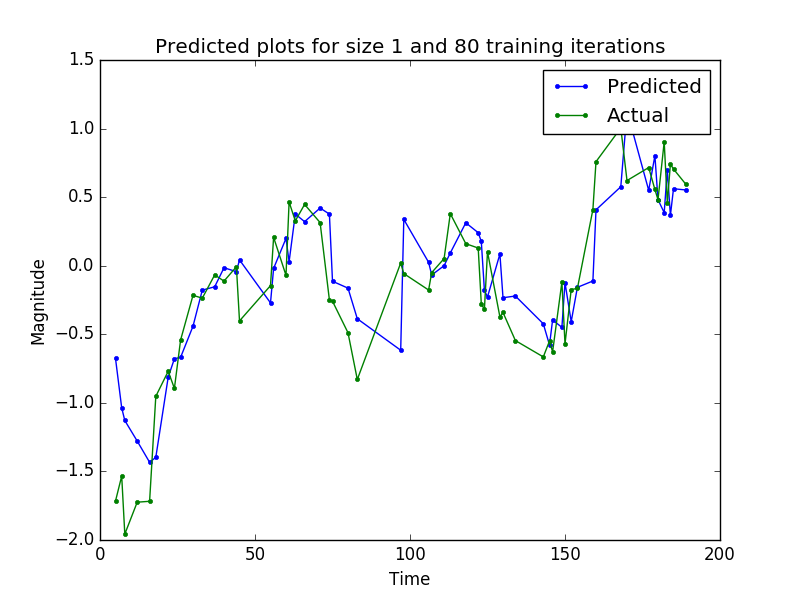 Predicted plots for size 1 and 80 training iterations
Predicted
Actual
1.5
1.0
0.5
0.0
−0.5
−1.0
−1.5
−2.0
Magnitude
0 50 100 150 200
Time